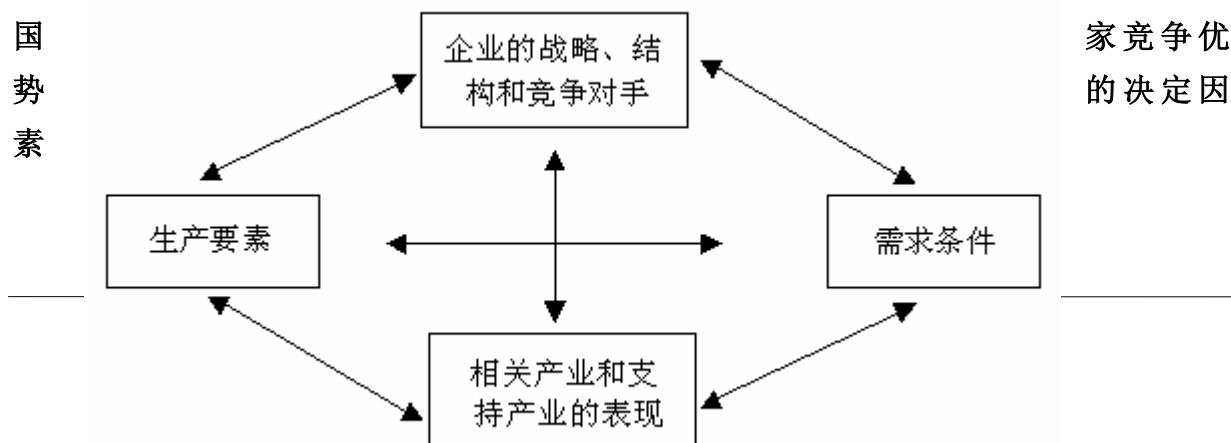 国 家竞争优
势 的决定因
素
企业的战略、结
构和竞争对手
生产要素
需求条件
相关产业和支
持产业的表现